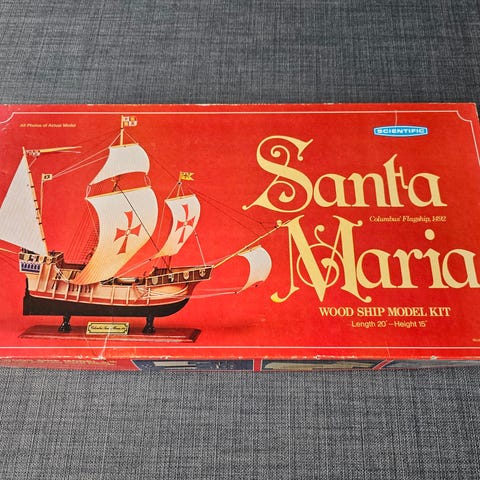 All Photos of Actual Model
SCIENTIFIC
Santa
Columbus' Flagship, 1492
Maria
WOOD SHIP MODEL KIT
Length 20"—Height 15"